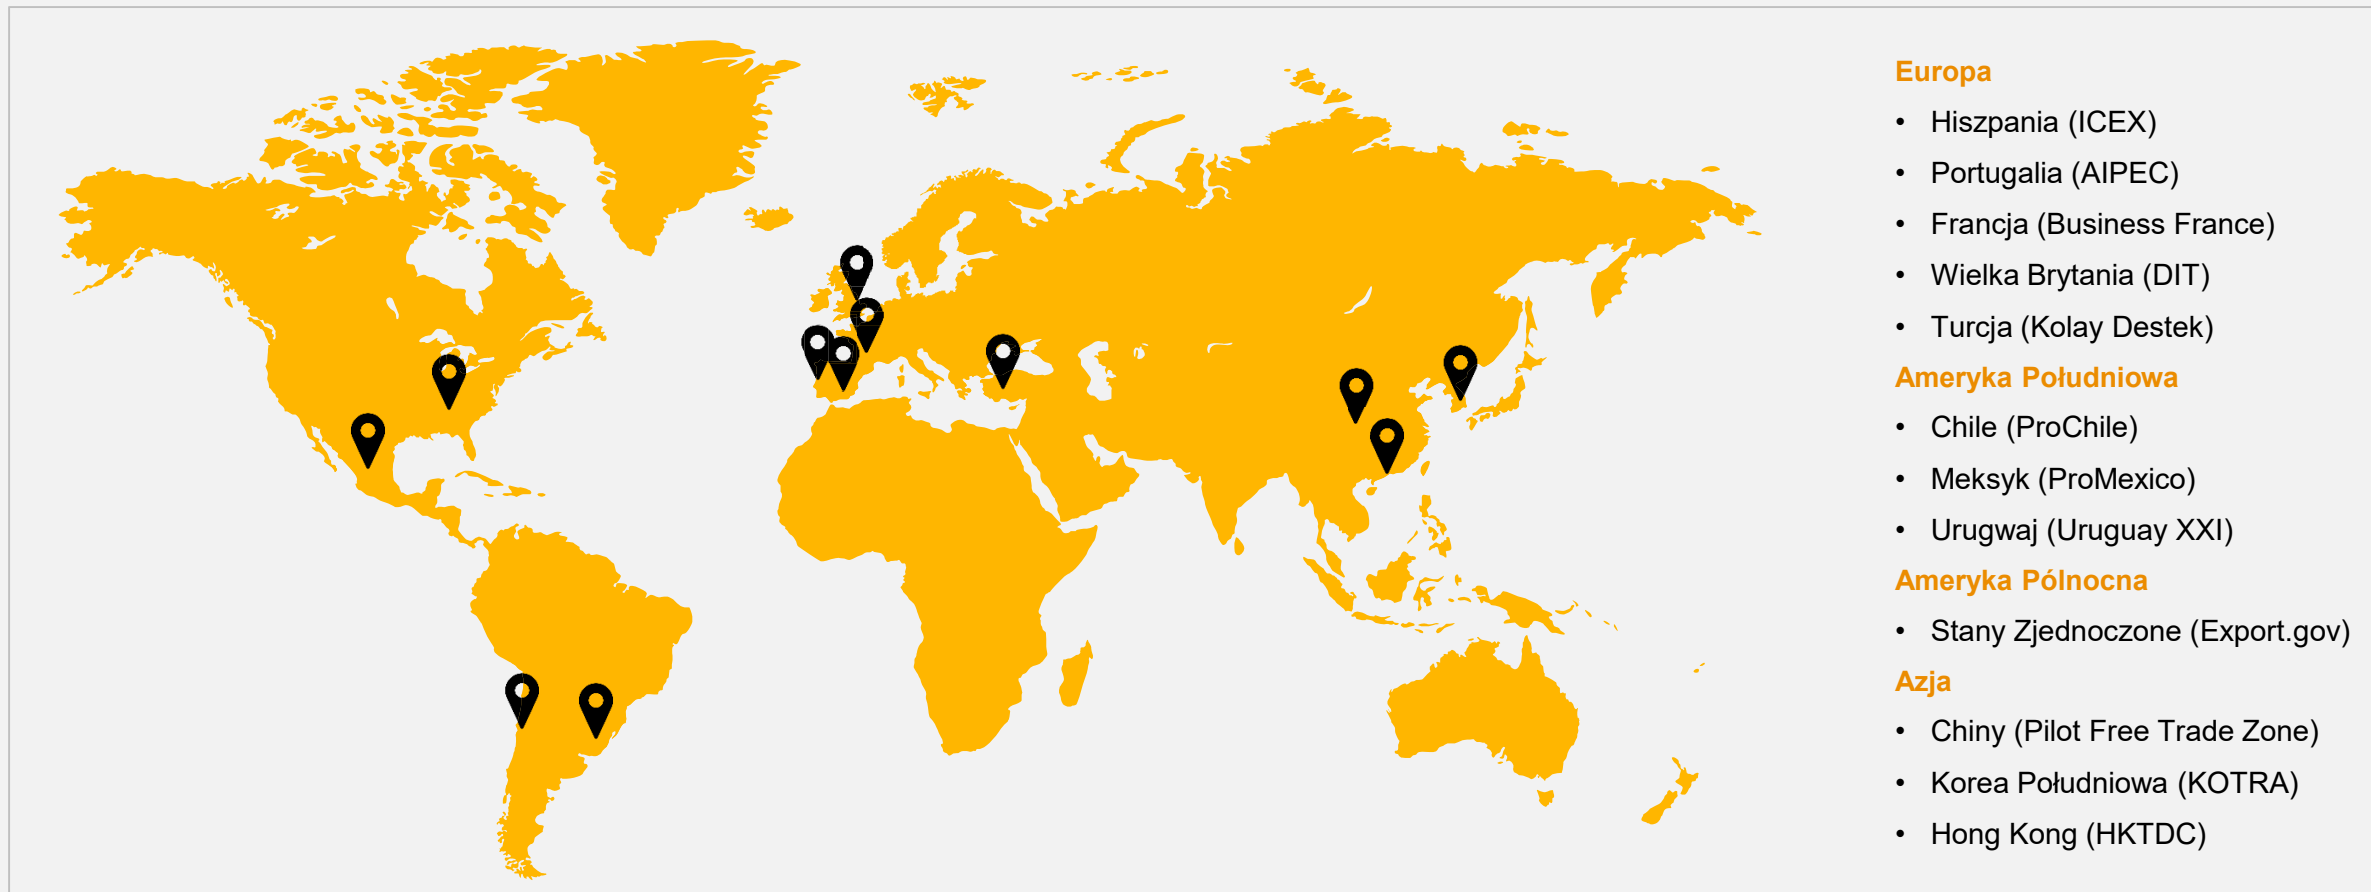 Europa
• Hiszpania (ICEX)
• Portugalia (AIPEC)
• Francja (Business France)
• Wielka Brytania (DIT)
• Turcja (Kolay Destek)
Ameryka Południowa
• Chile (ProChile)
• Meksyk (ProMexico)
• Urugwaj (Uruguay XXI)
Ameryka Pólnocna
• Stany Zjednoczone (Export.gov)
Azja
• Chiny (Pilot Free Trade Zone)
• Korea Południowa (KOTRA)
• Hong Kong (HKTDC)